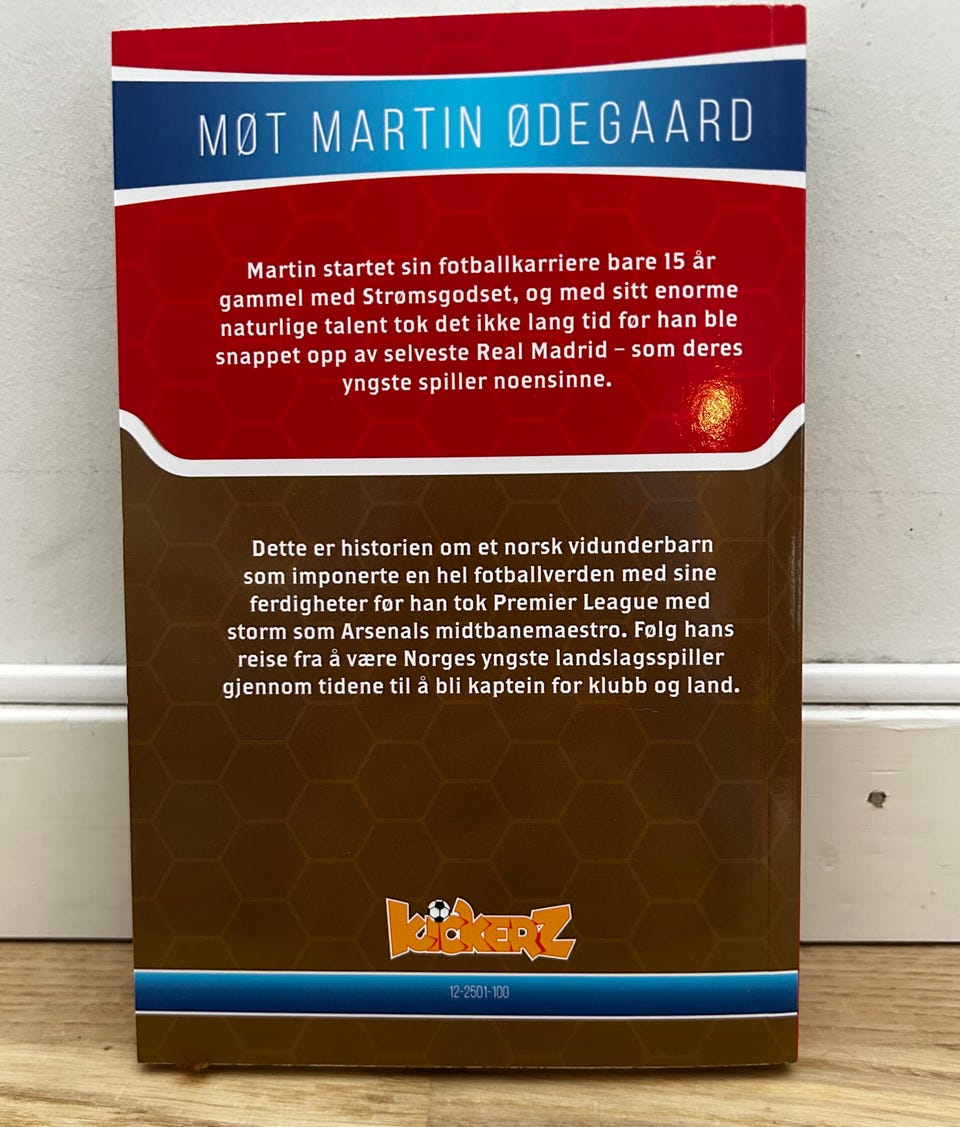 MØT MARTIN ØDEGAARD
Martin startet sin fotballkarriere bare 15 år
gammel med Strømsgodset, og med sitt enorme
naturlige talent tok det ikke lang tid før han ble
snappet opp av selveste Real Madrid – som deres
yngste spiller noensinne.
Dette er historien om et norsk vidunderbarn
som imponerte en hel fotballverden med sine
ferdigheter før han tok Premier League med
storm som Arsenals midtbanemaestro. Følg hans
reise fra å være Norges yngste landslagsspiller
gjennom tidene til å bli kaptein for klubb og land.
KICKERZ
12-2501-100